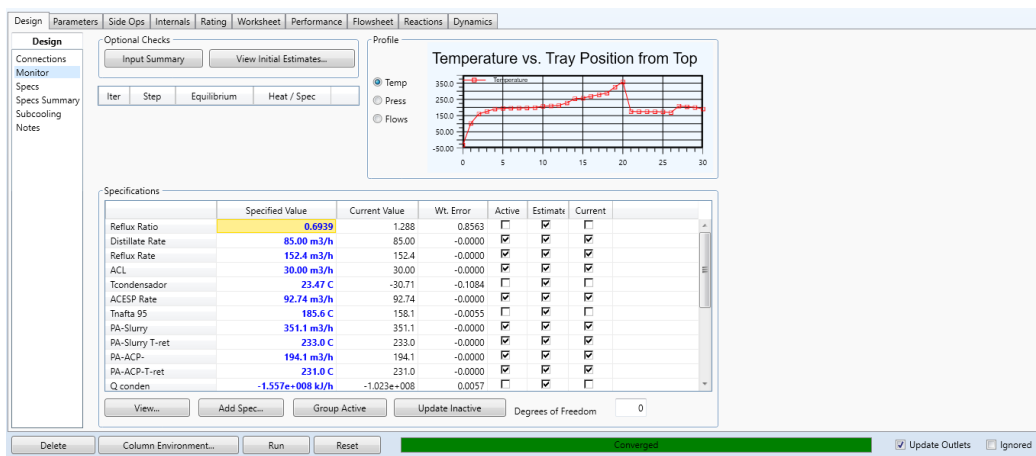 Design Parameters Side Ops Internals Rating Worksheet Performance Flowsheet Reactions Dynamics
Design
Connections
Monitor
Specs
Specs Summary
Subcooling
Notes
Optional Checks
Input Summary View Initial Estimates...
Iter Step Equilibrium Heat / Spec
Profile
Temp
Press
Flows
Temperature vs. Tray Position from Top
Temperature
350.0
250.0
150.0
50.00
-50.00
0 5 10 15 20 25 30
Specifications
Specified Value Current Value Wt. Error Active Estimate Current
Reflux Ratio 0.6939 1.288 0.8563
Distillate Rate 85.00 m3/h 85.00 -0.0000
Reflux Rate 152.4 m3/h 152.4 -0.0000
ACL 30.00 m3/h 30.00 -0.0000
Tcondensador 23.47 C -30.71 -0.1084
ACESP Rate 92.74 m3/h 92.74 -0.0000
Tnafta 95 185.6 C 158.1 -0.0055
PA-Slurry 351.1 m3/h 351.1 -0.0000
PA-Slurry T-ret 233.0 C 233.0 -0.0000
PA-ACP- 194.1 m3/h 194.1 -0.0000
PA-ACP-T-ret 231.0 C 231.0 -0.0000
Q conden -1.557e+008 kJ/h -1.023e+008 0.0057
View... Add Spec... Group Active Update Inactive Degrees of Freedom 0
Delete Column Environment... Run Reset Converged Update Outlets Ignored